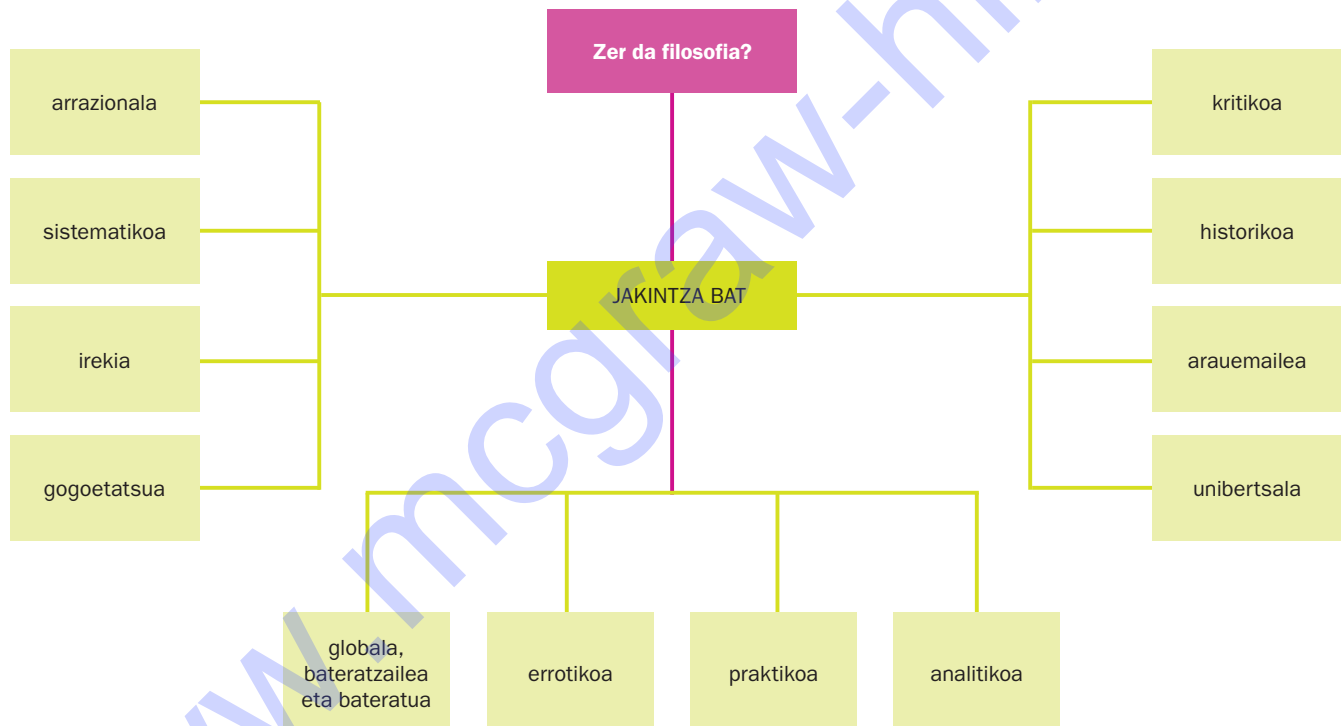 Zer da filosofia?
arrazionala
kritikoa
sistematikoa
historikoa
JAKINTZA BAT
irekia
arauemailea
gogoetatsua
unibertsala
globala,
bateratzailea
eta bateratua
errotikoa
praktikoa
analitikoa
www.mcgraw-hi